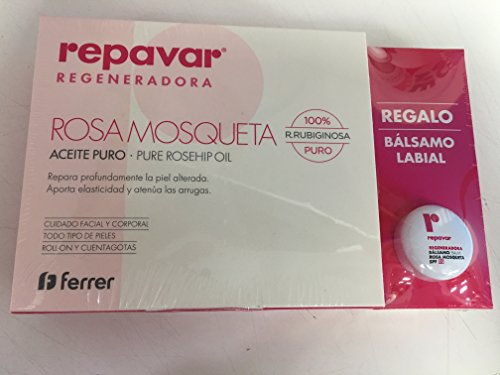 repavar®
REGENERADORA
ROSA MOSQUETA
ACEITE PURO · PURE ROSEHIP OIL
100%
R.RUBIGINOSA
PURO
Repara profundamente la piel alterada.
Aporta elasticidad y atenúa las arrugas.
CUIDADO FACIAL Y CORPORAL
TODO TIPO DE PIELES
ROLL-ON Y CUENTAGOTAS
ferrer
REGALO
BÁLSAMO
LABIAL
r
repavar
REGENERADORA
BÁLSAMO
ROSA MOSQUETA
SPF